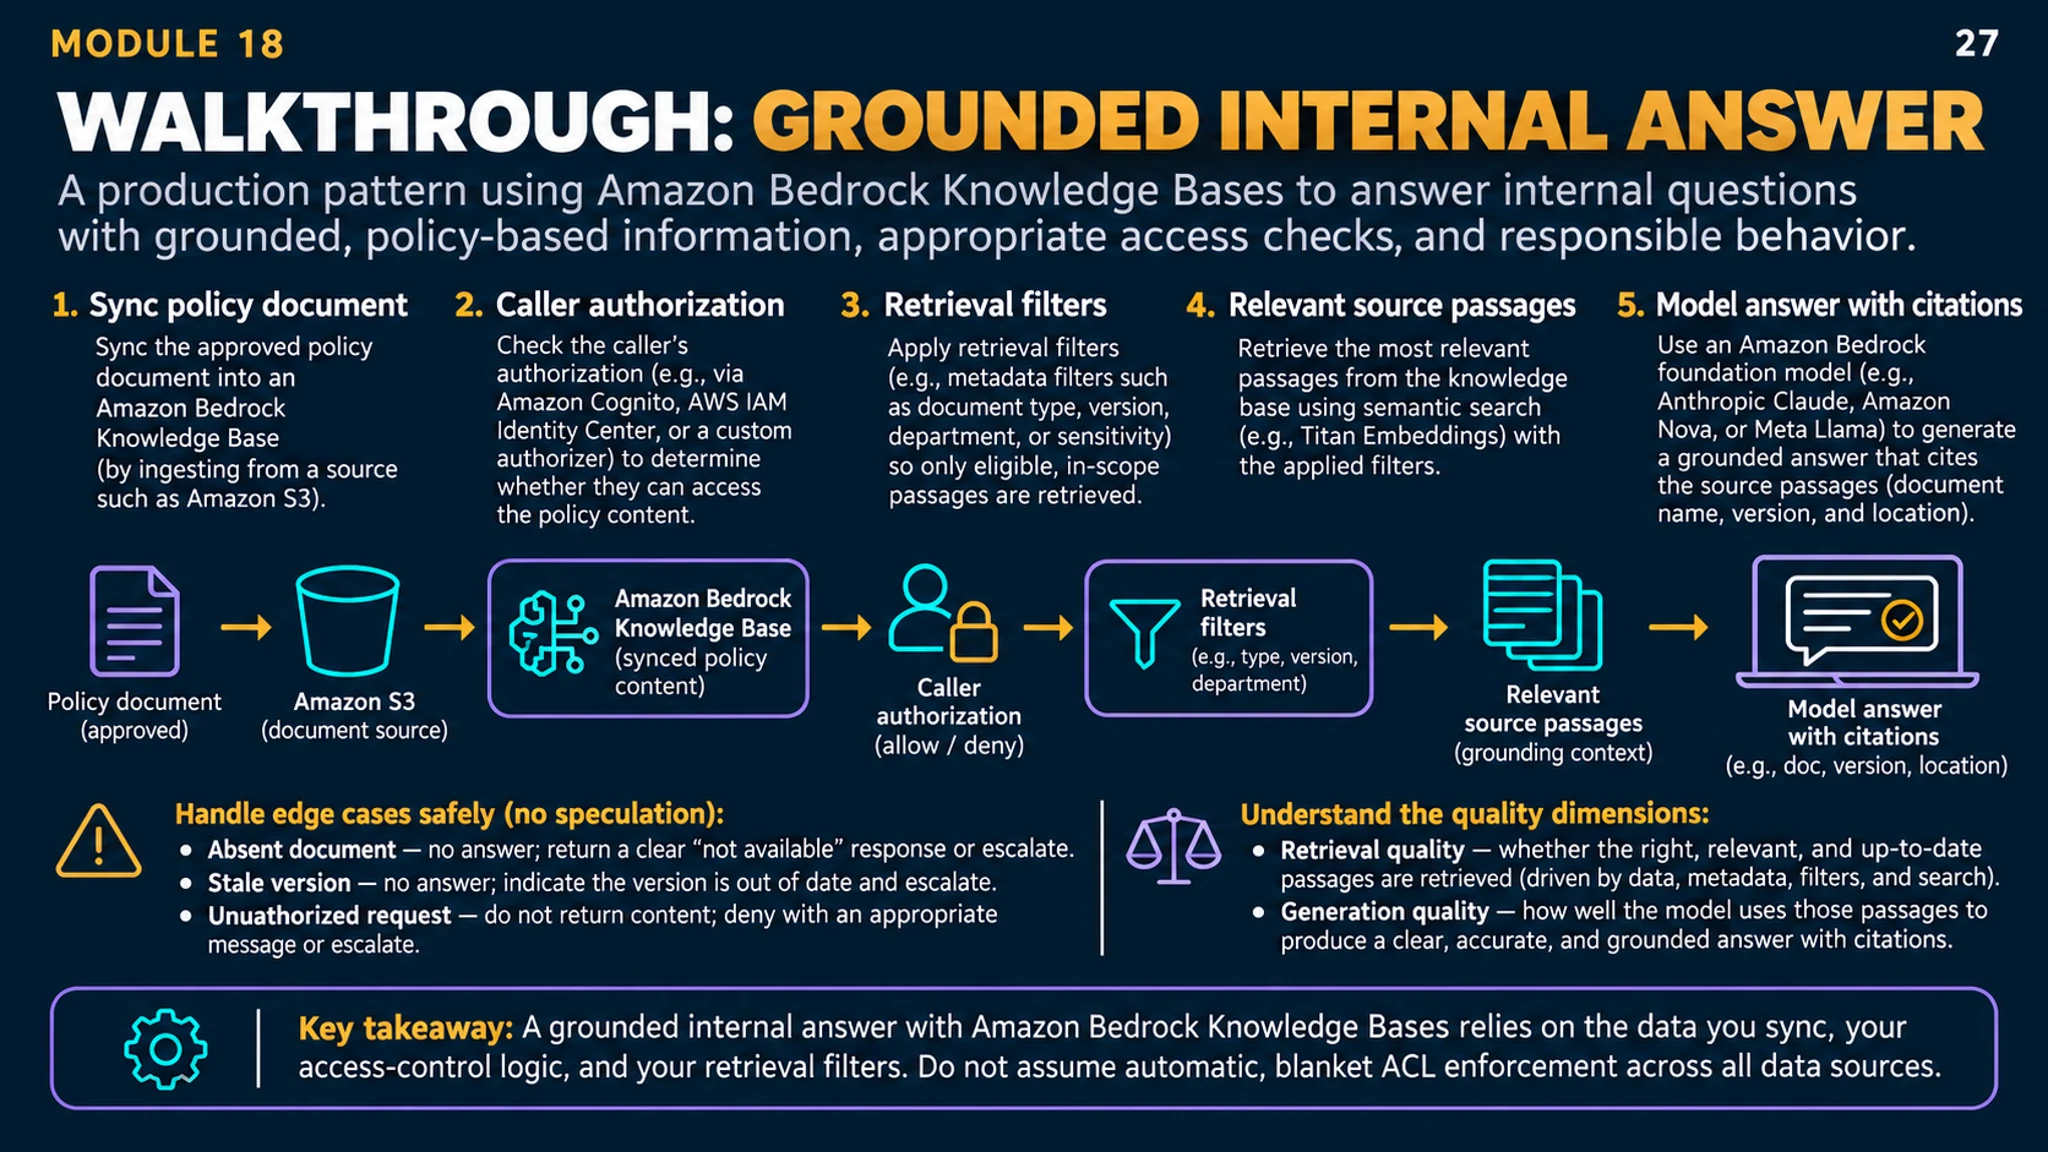 MODULE 18
27
WALKTHROUGH: GROUNDED INTERNAL ANSWER
A production pattern using Amazon Bedrock Knowledge Bases to answer internal questions
with grounded, policy-based information, appropriate access checks, and responsible behavior.
1. Sync policy document
Sync the approved policy
document into an
Amazon Bedrock
Knowledge Base
(by ingesting from a source
such as Amazon S3).
2. Caller authorization
Check the caller's
authorization (e.g., via
Amazon Cognito, AWS IAM
Identity Center, or a custom
authorizer) to determine
whether they can access
the policy content.
3. Retrieval filters
Apply retrieval filters
(e.g., metadata filters such
as document type, version,
department, or sensitivity)
so only eligible, in-scope
passages are retrieved.
4. Relevant source passages
Retrieve the most relevant
passages from the knowledge
base using semantic search
(e.g., Titan Embeddings) with
the applied filters.
5. Model answer with citations
Use an Amazon Bedrock
foundation model (e.g.,
Anthropic Claude, Amazon
Nova, or Meta Llama) to generate
a grounded answer that cites
the source passages (document
name, version, and location).
Policy document
(approved)
Amazon S3
(document source)
Amazon Bedrock
Knowledge Base
(synced policy
content)
Caller
authorization
(allow / deny)
Retrieval
filters
(e.g., type, version,
department)
Relevant
source passages
(grounding context)
Model answer
with citations
(e.g., doc, version, location)
Handle edge cases safely (no speculation):
• Absent document — no answer; return a clear “not available” response or escalate.
• Stale version — no answer; indicate the version is out of date and escalate.
• Unuathorized request — do not return content; deny with an appropriate
message or escalate.
Understand the quality dimensions:
• Retrieval quality — whether the right, relevant, and up-to-date
passages are retrieved (driven by data, metadata, filters, and search).
• Generation quality — how well the model uses those passages to
produce a clear, accurate, and grounded answer with citations.
Key takeaway: A grounded internal answer with Amazon Bedrock Knowledge Bases relies on the data you sync, your
access-control logic, and your retrieval filters. Do not assume automatic, blanket ACL enforcement across all data sources.